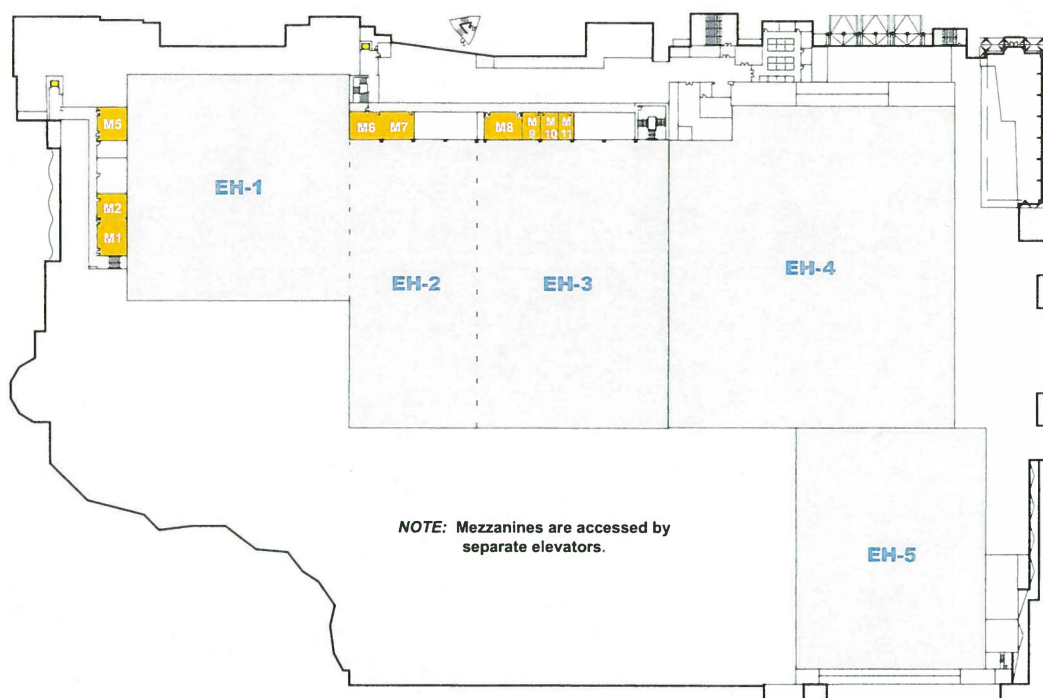 M5
M6
M7
M8
M
9
M
10
M
11
EH-1
M2
M1
EH-2
EH-3
EH-4
NOTE: Mezzanines are accessed by
separate elevators.
EH-5